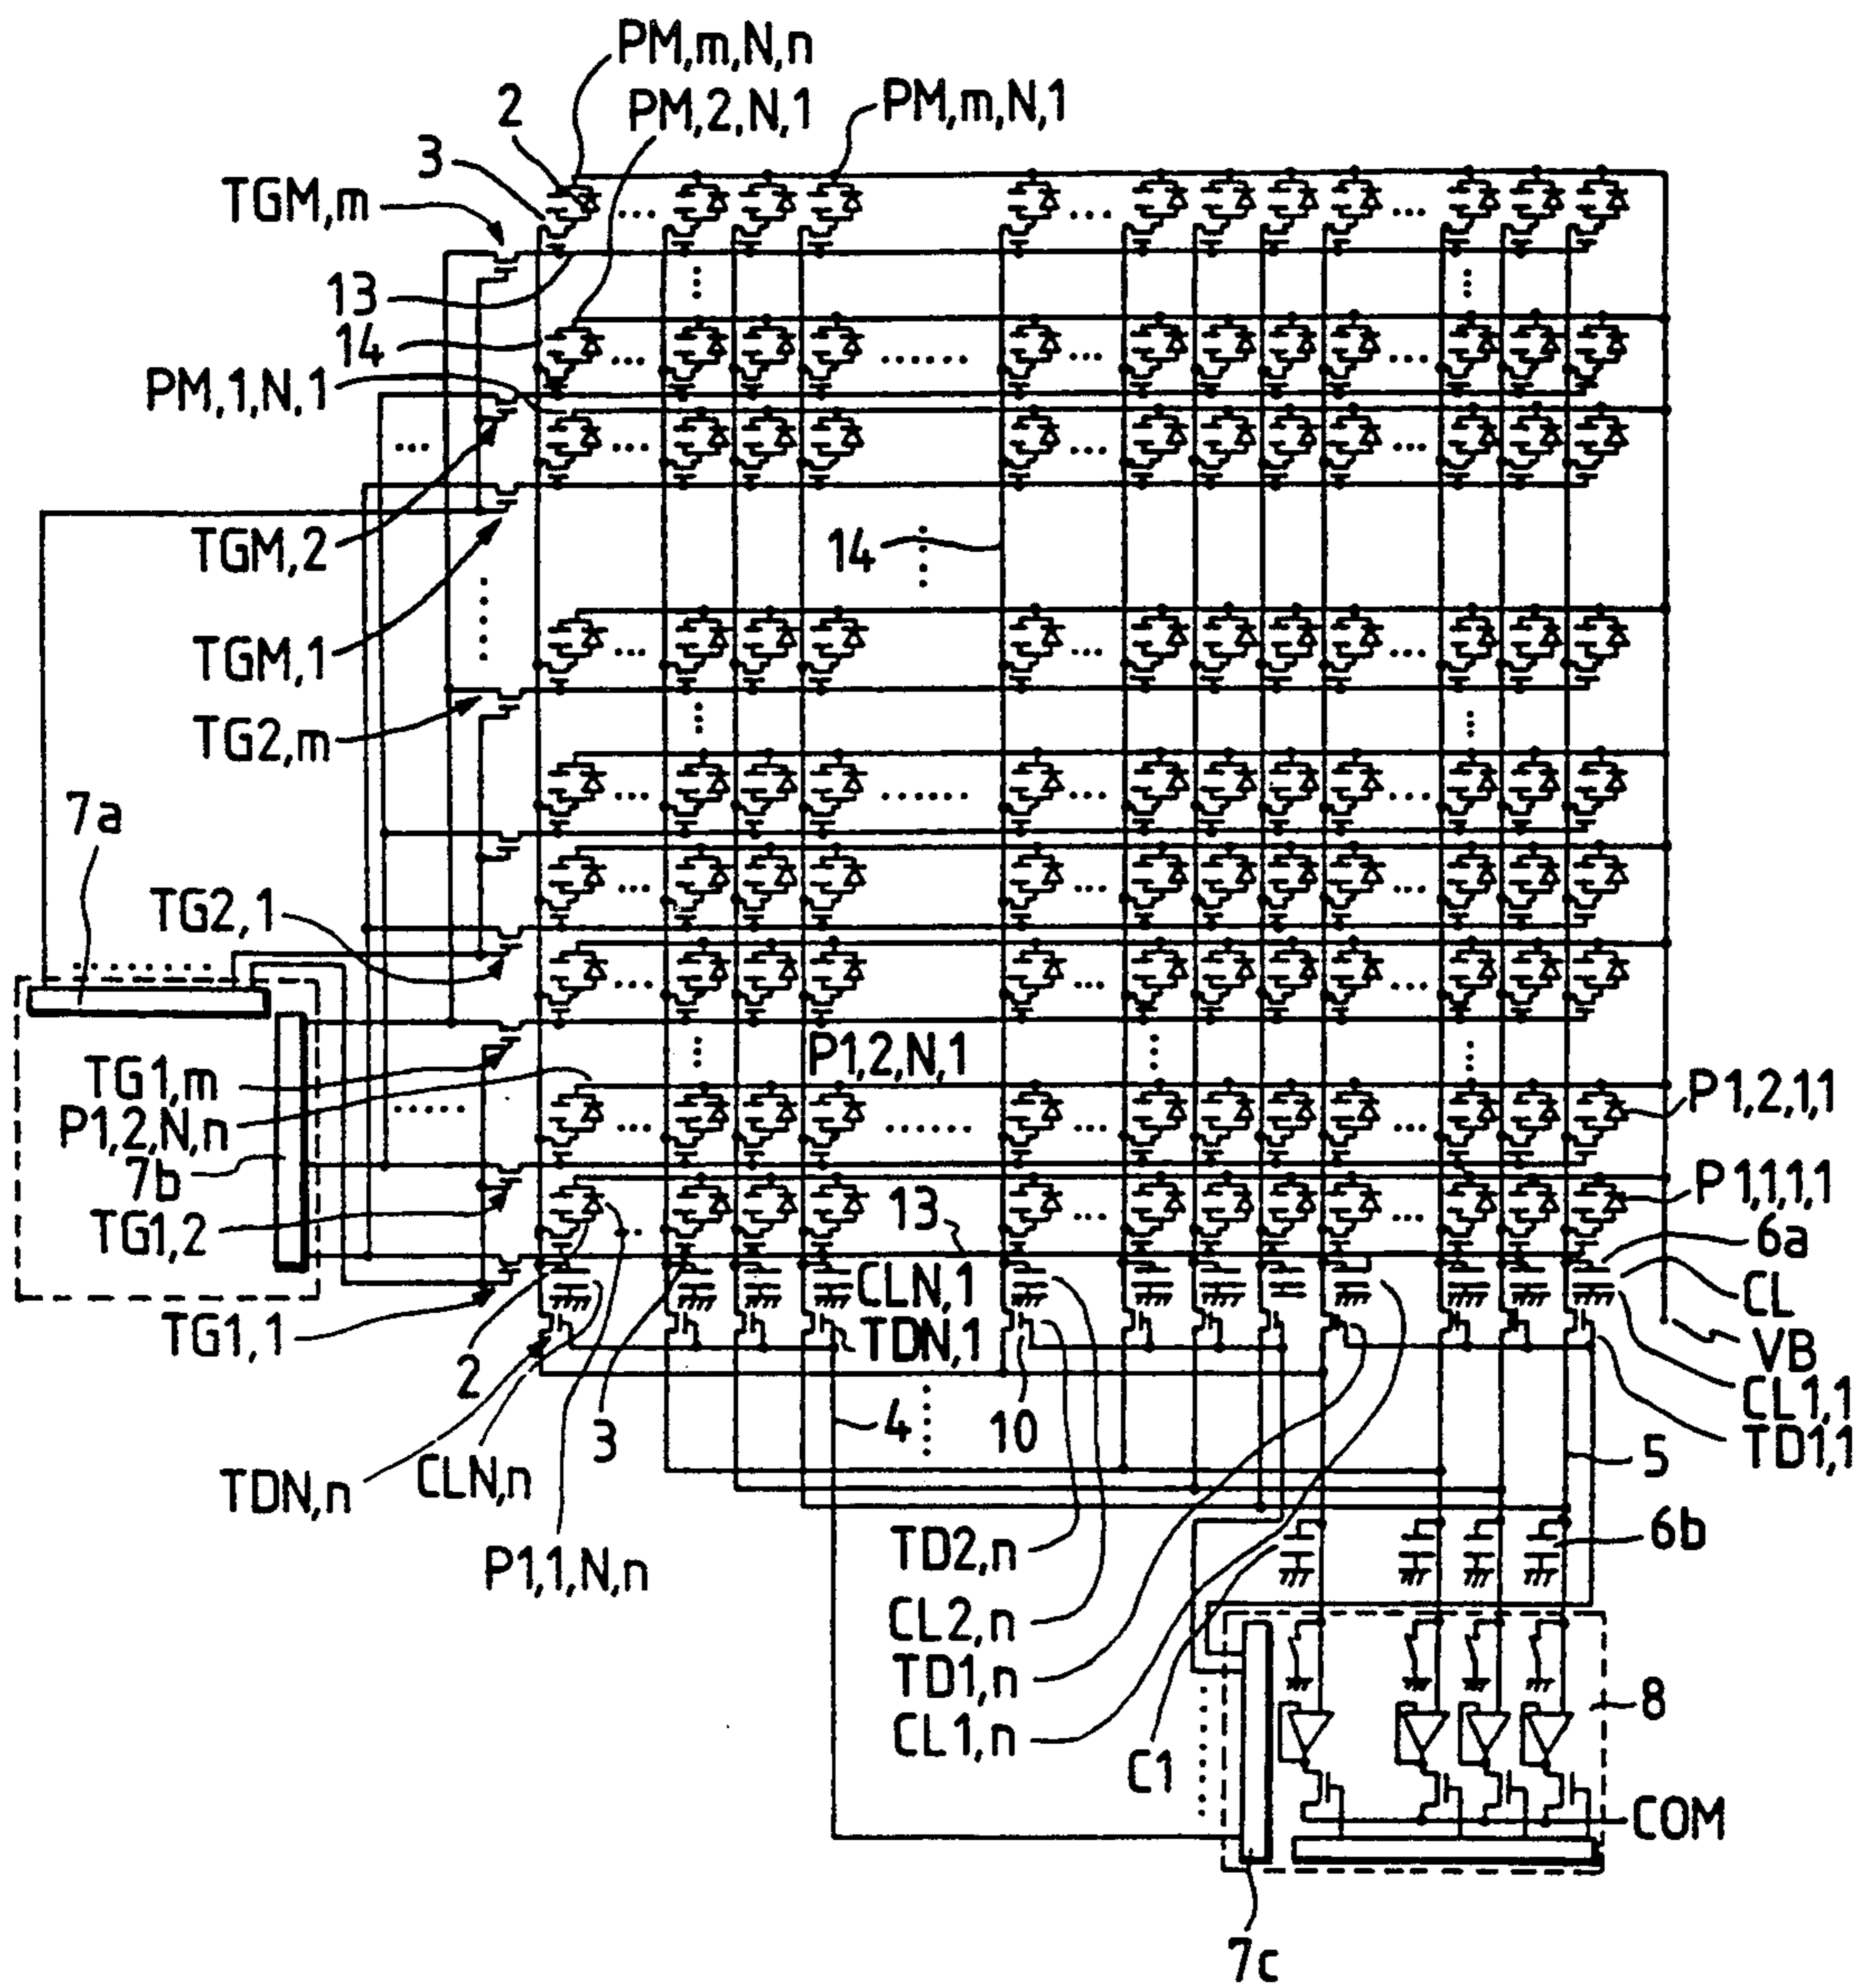 PM,m,N,n
2
PM,2,N,1
PM,m,N,1
3
TGM,m
13
14
PM,1,N,1
TGM,2
14
TGM,1
TG2,m
7a
TG2,1
P1,2,N,1
TG1,m
P1,2,1,1
P1,2,N,n
7b
P1,1,1,1
13
TG1,2
6a
CLN,1
CL
TG1,1
TDN,1
VB
2
CL1,1
3
4
10
TD1,1
5
CLN,n
TDN,n
6b
TD2,n
P1,1,N,n
CL2,n
TD1,n
8
CL1,n
C1
COM
7c